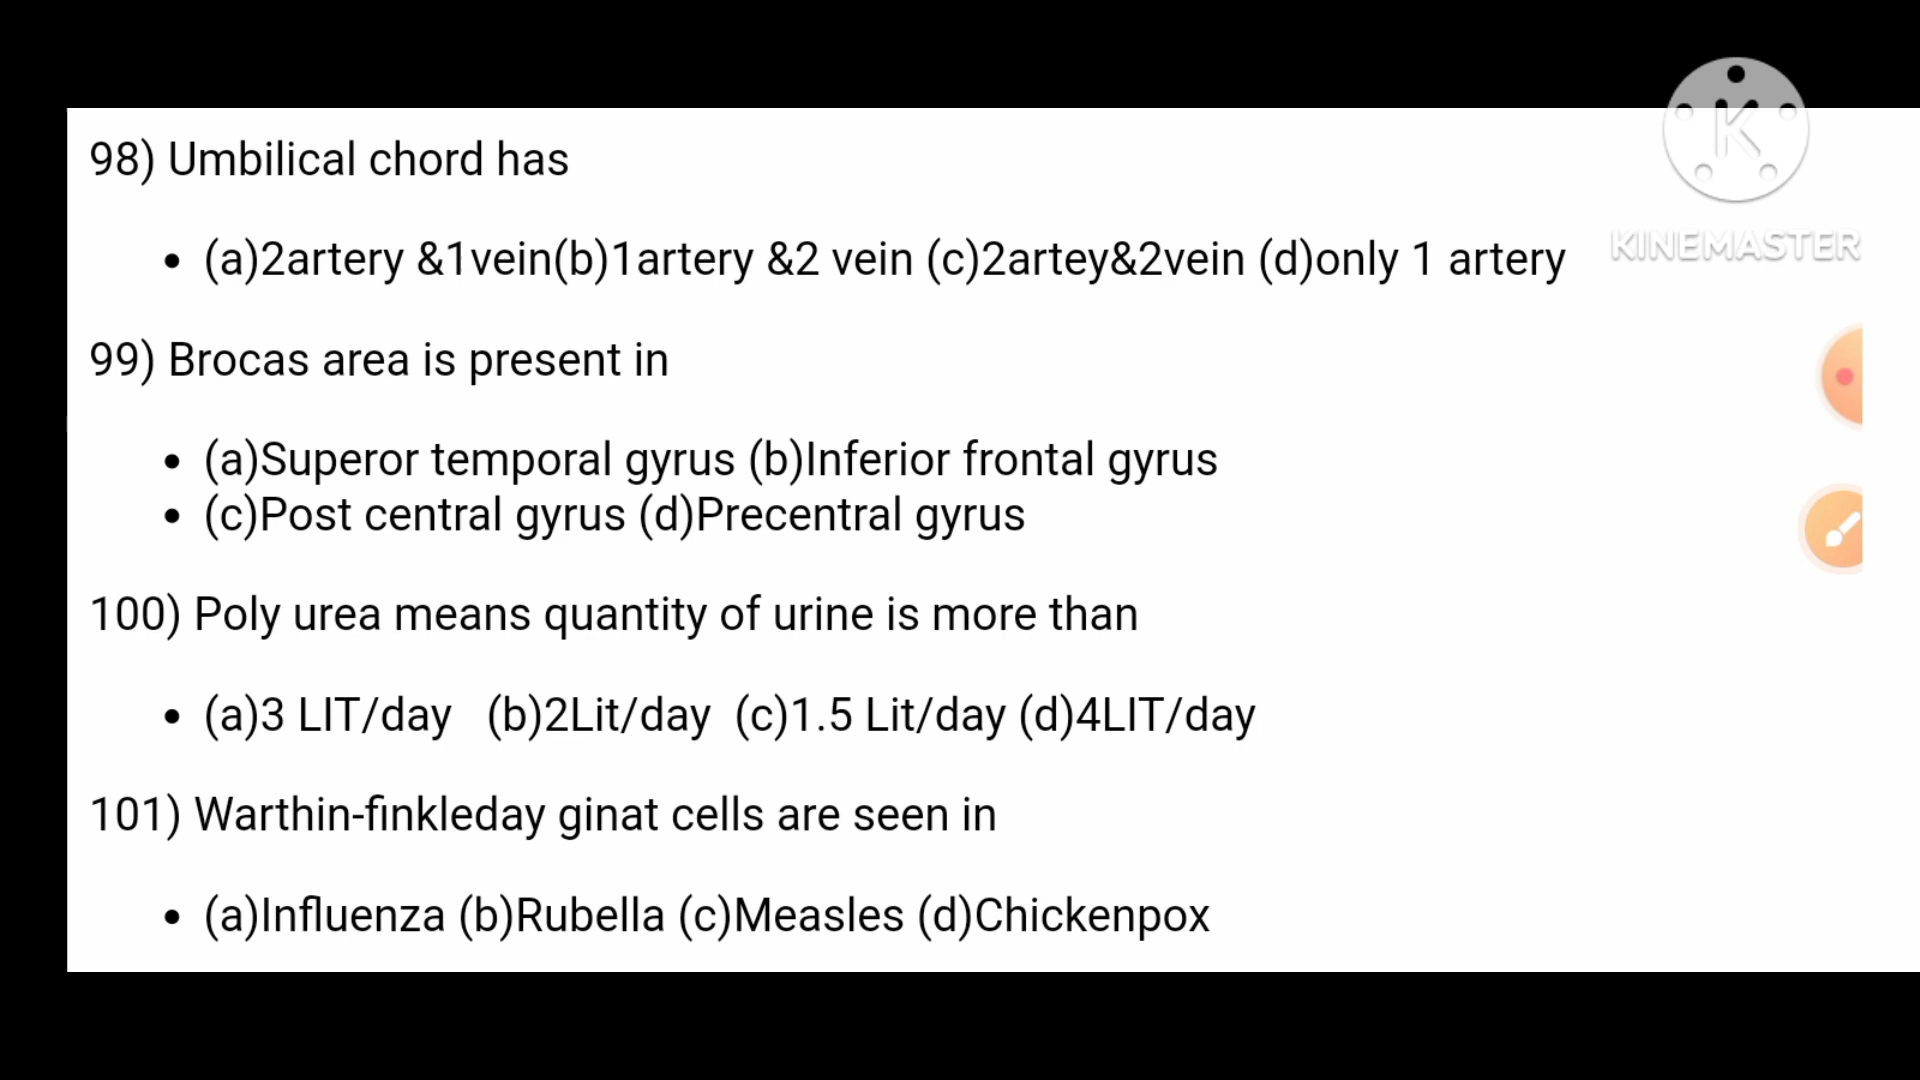 98) Umbilical chord has
• (a)2artery &1vein(b)1artery &2 vein (c)2artey&2vein (d)only 1 artery
99) Brocas area is present in
• (a)Superor temporal gyrus (b)Inferior frontal gyrus
• (c)Post central gyrus (d)Precentral gyrus
100) Poly urea means quantity of urine is more than
• (a)3 LIT/day (b)2Lit/day (c)1.5 Lit/day (d)4LIT/day
101) Warthin-finkleday ginat cells are seen in
• (a)Influenza (b)Rubella (c)Measles (d)Chickenpox
K
KINEMASTER